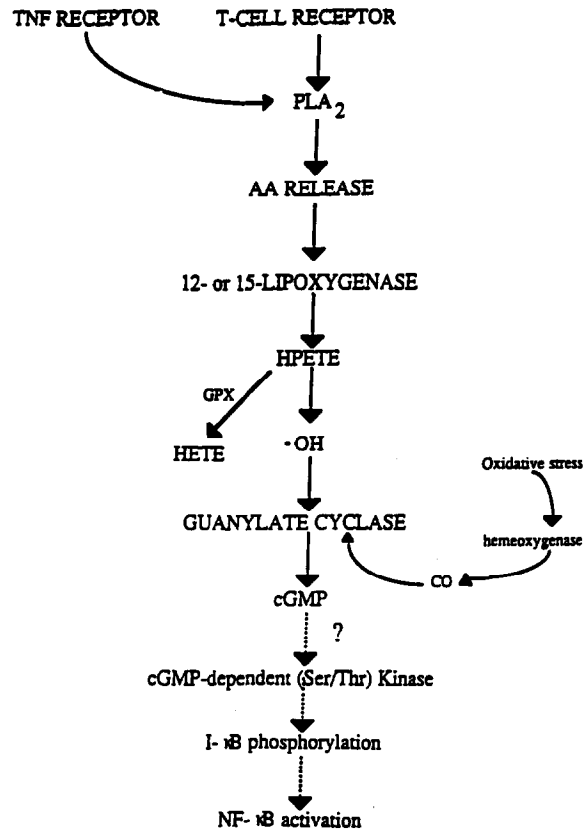 TNF RECEPTOR
T-CELL RECEPTOR
PLA2
AA RELEASE
12- or 15-LIPOXYGENASE
HPETE
GPX
HETE
·OH
Oxidative stress
GUANYLATE CYCLASE
hemeoxygenase
CO
cGMP
?
cGMP-dependent (Ser/Thr) Kinase
I-κB phosphorylation
NF-κB activation